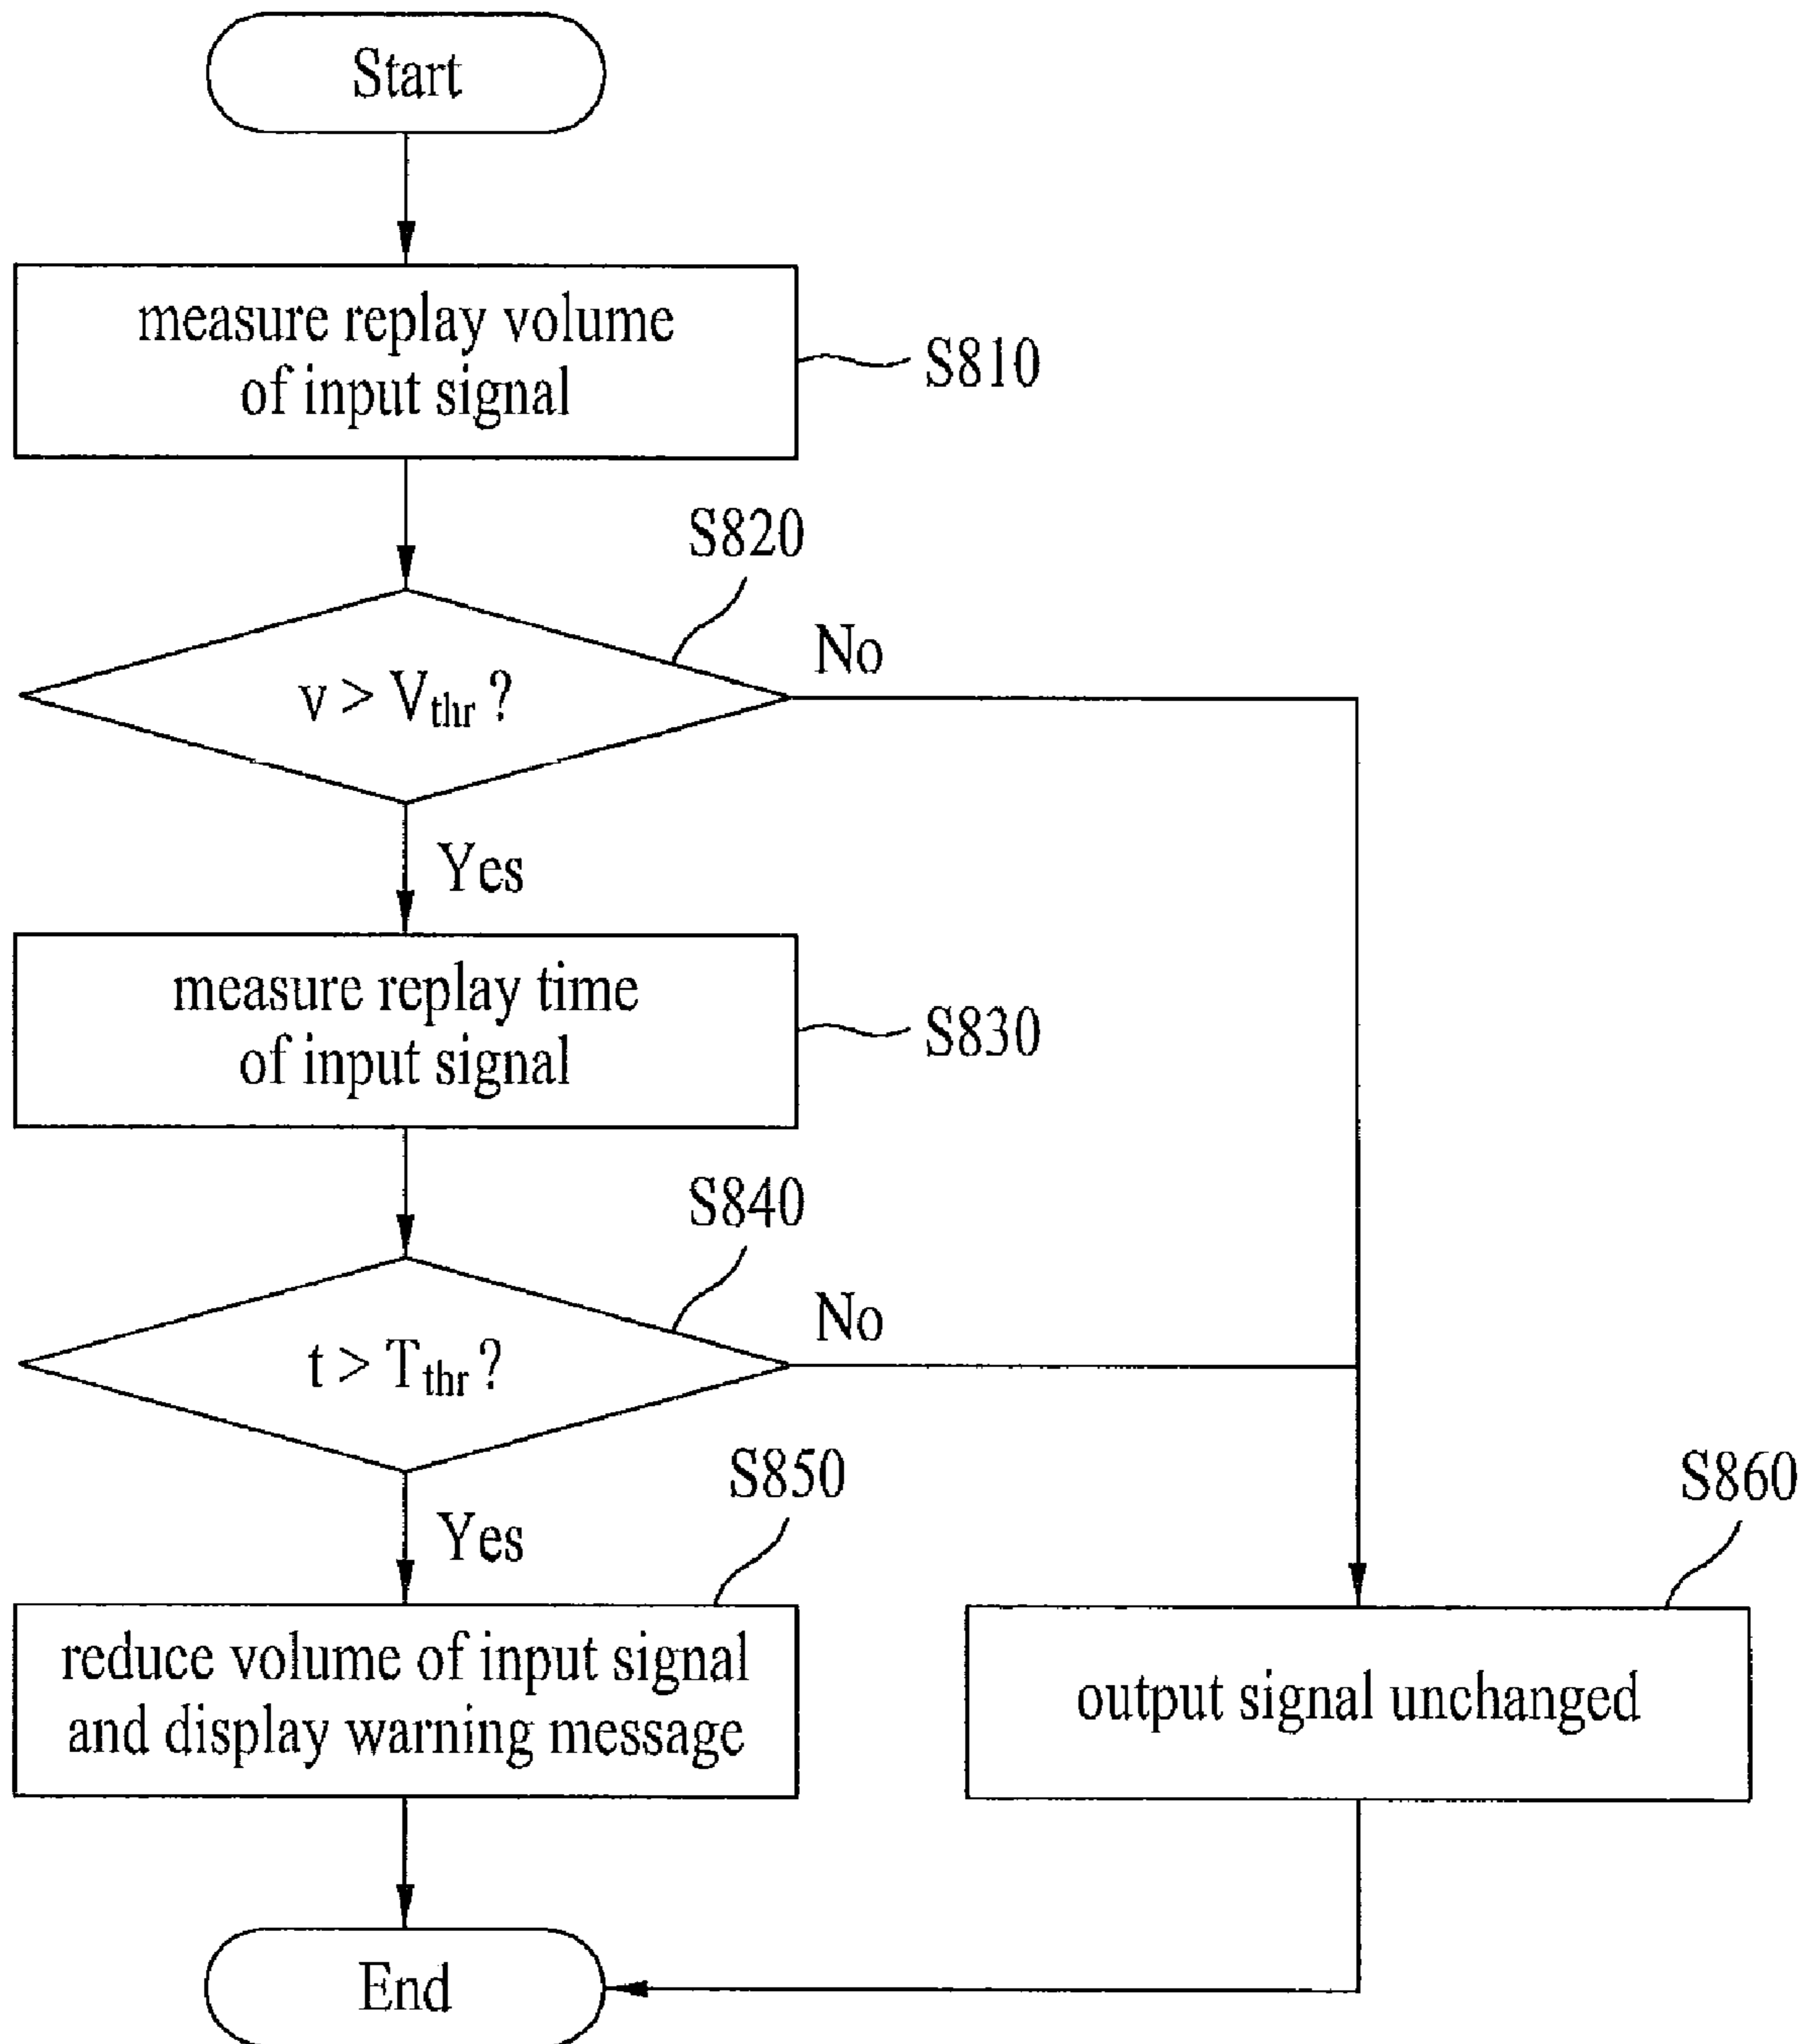 Start
measure replay volume
of input signal
S810
S820
v > Vthr ?
No
Yes
measure replay time
of input signal
S830
S840
t > Tthr ?
No
Yes
S850
reduce volume of input signal
and display warning message
S860
output signal unchanged
End